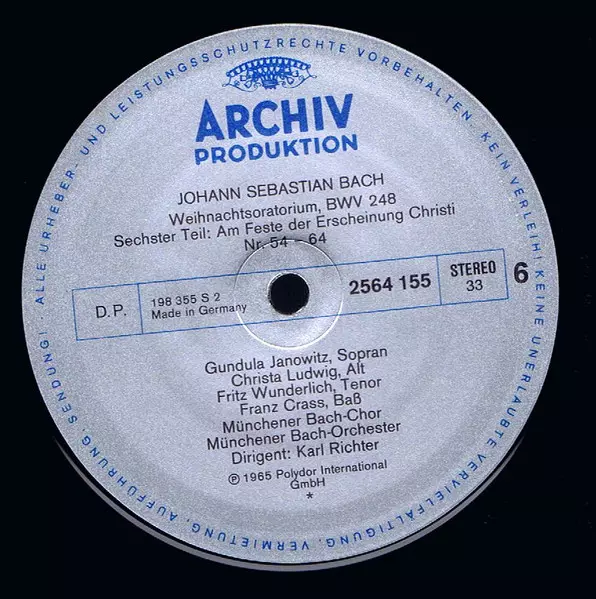 ALLE URHEBER- UND LEISTUNGSSCHUTZRECHTE VORBEHALTEN · KEIN VERLEIH! KEINE UNERLAUBTE VERVIELFÄLTIGUNG, VERMIETUNG, AUFFÜHRUNG, SENDUNG!
ARCHIV
PRODUKTION
JOHANN SEBASTIAN BACH
Weihnachtsoratorium, BWV 248
Sechster Teil: Am Feste der Erscheinung Christi
Nr. 54 - 64
D.P.
198 355 S 2
Made in Germany
2564 155
STEREO
33
6
Gundula Janowitz, Sopran
Christa Ludwig, Alt
Fritz Wunderlich, Tenor
Franz Crass, Baß
Münchener Bach-Chor
Münchener Bach-Orchester
Dirigent: Karl Richter
Ⓟ 1965 Polydor International
GmbH
*